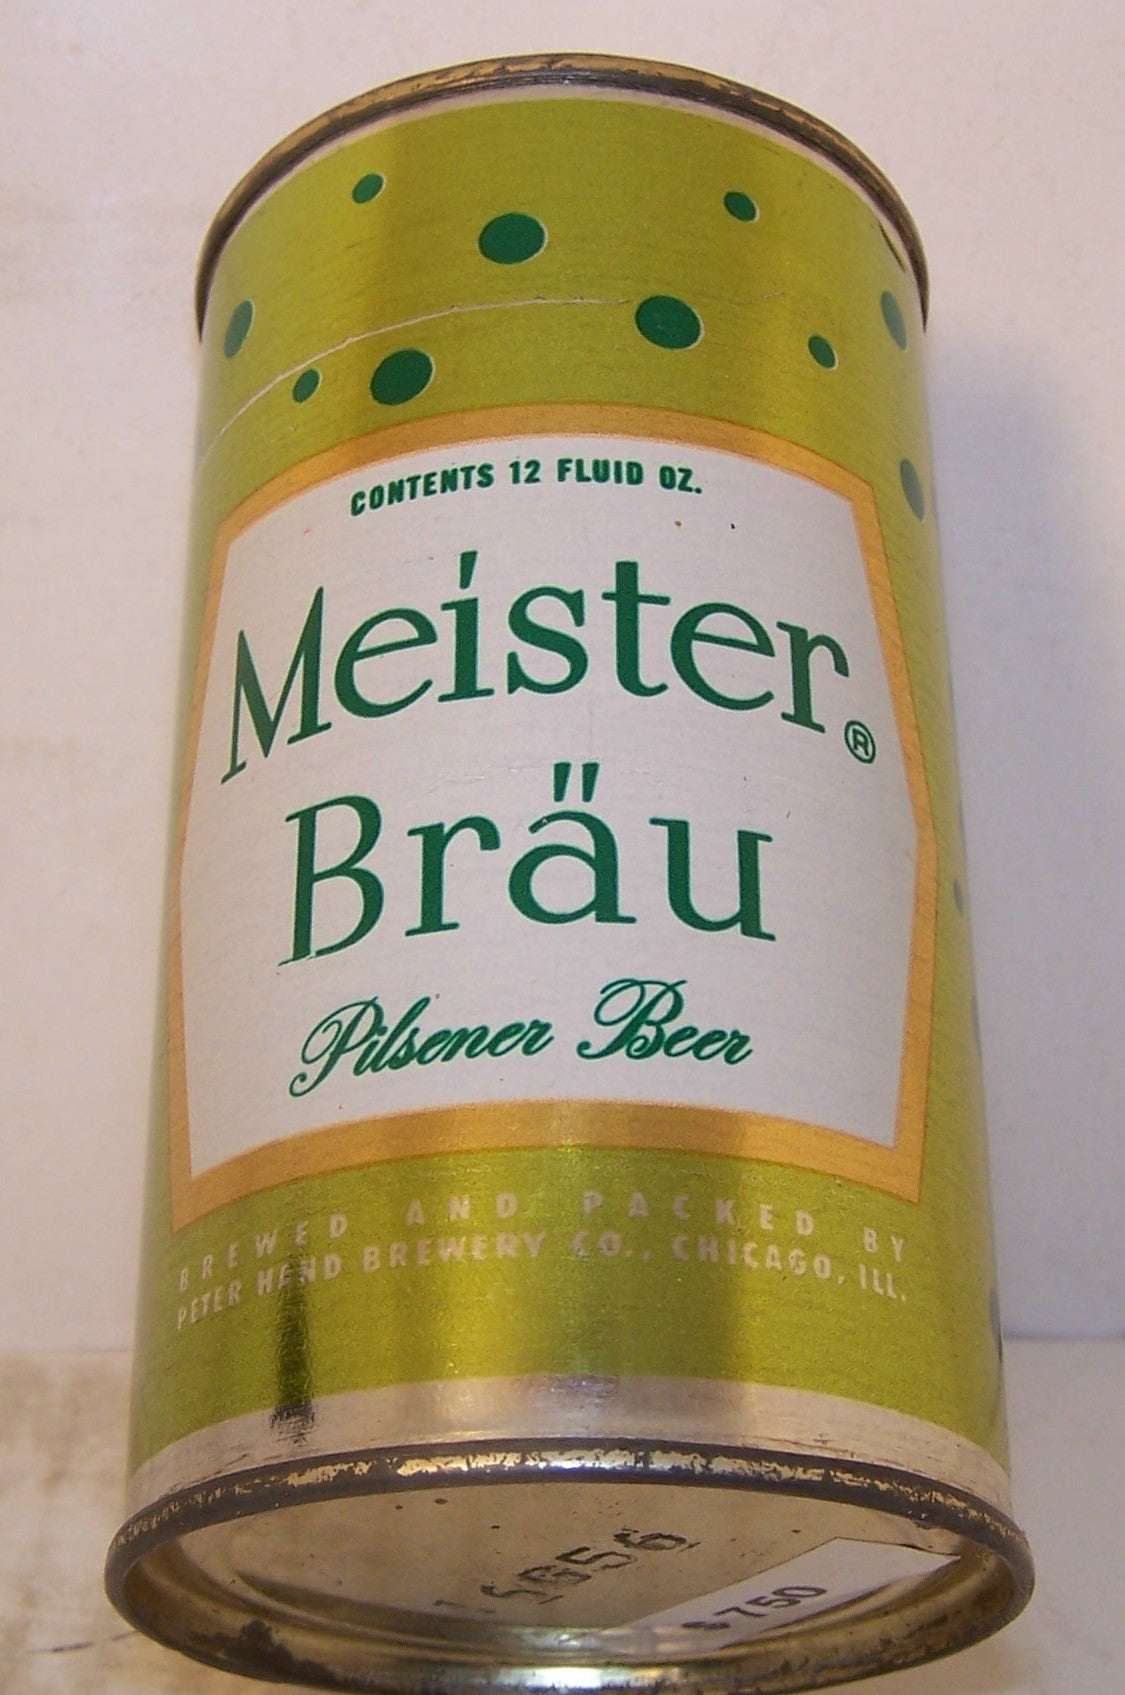 CONTENTS 12 FLUID OZ.
Meister®
Bräu
Pilsener Beer
BREWED AND PACKED BY
PETER HAND BREWERY CO., CHICAGO, ILL.
$750